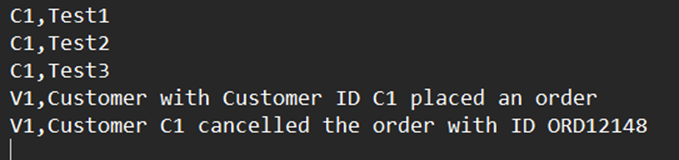 C1,Test1
C1,Test2
C1,Test3
V1,Customer with Customer ID C1 placed an order
V1,Customer C1 cancelled the order with ID ORD12148